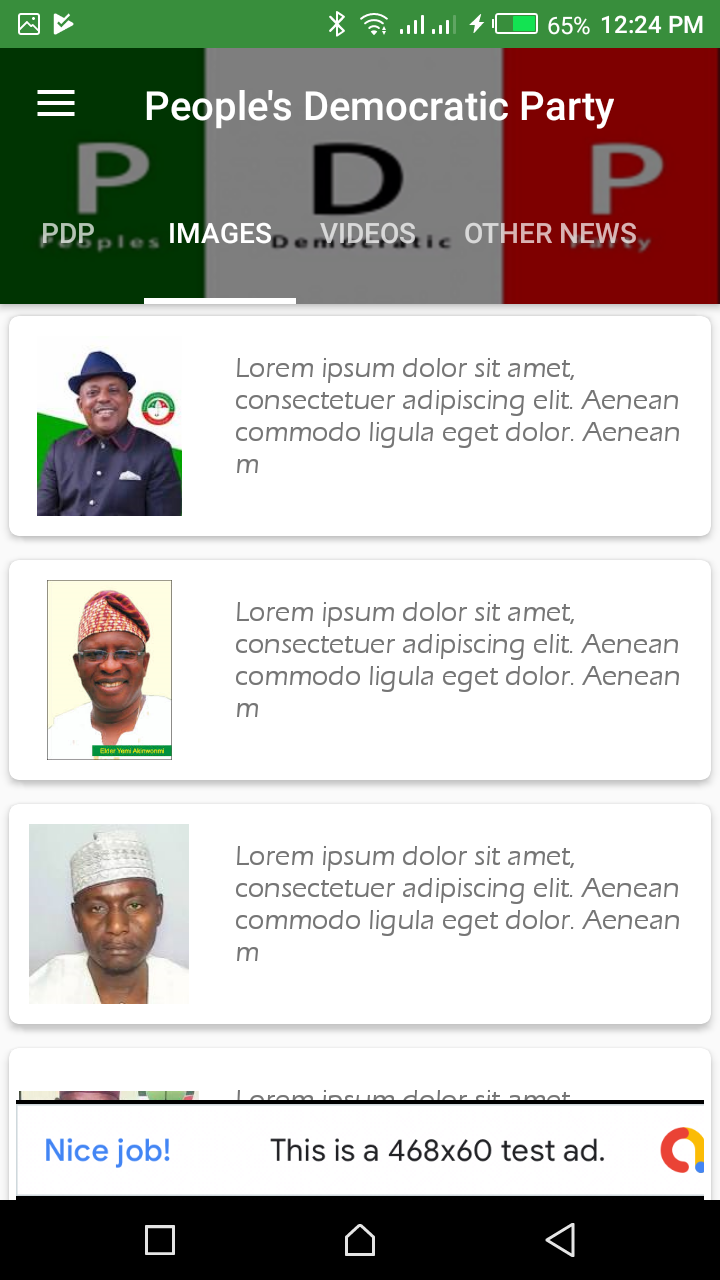 65% 12:24 PM
People's Democratic Party
P D P
Peoples Democratic Party
PDP IMAGES VIDEOS OTHER NEWS
Lorem ipsum dolor sit amet,
consectetuer adipiscing elit. Aenean
commodo ligula eget dolor. Aenean
m
Lorem ipsum dolor sit amet,
consectetuer adipiscing elit. Aenean
commodo ligula eget dolor. Aenean
m
Elder Yemi Akinwonmi
Lorem ipsum dolor sit amet,
consectetuer adipiscing elit. Aenean
commodo ligula eget dolor. Aenean
m
Lorem ipsum dolor sit amet,
Nice job! This is a 468x60 test ad.